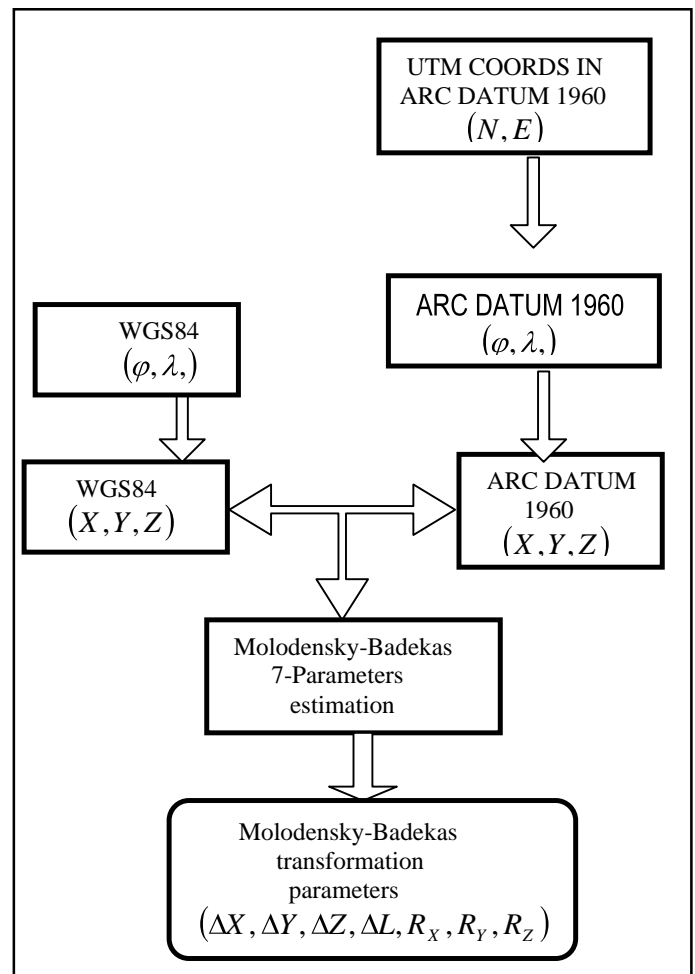 UTM COORDS IN
ARC DATUM 1960
(N, E)
ARC DATUM 1960
(φ, λ,)
WGS84
(φ, λ,)
WGS84
(X, Y, Z)
ARC DATUM
1960
(X, Y, Z)
Molodensky-Badekas
7-Parameters
estimation
Molodensky-Badekas
transformation
parameters
(ΔX, ΔY, ΔZ, ΔL, R_X, R_Y, R_Z)